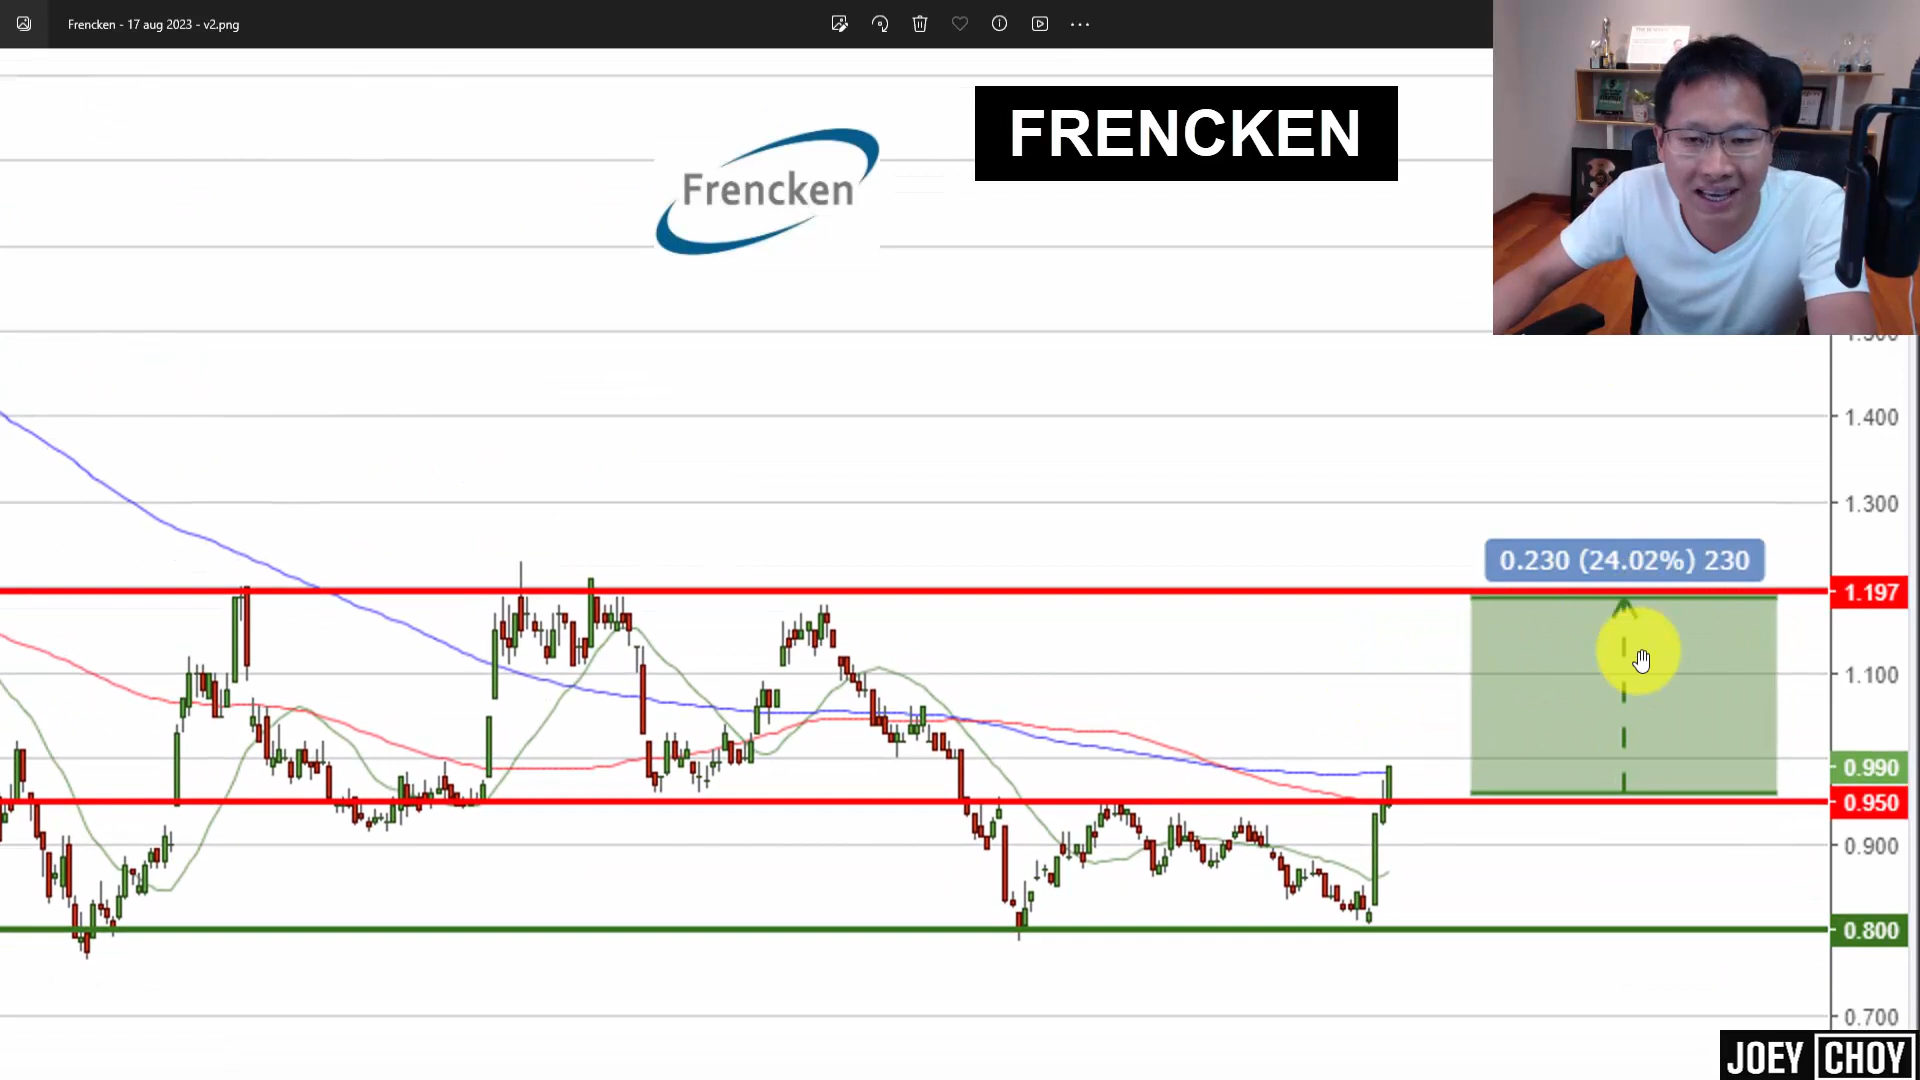 Frencken - 17 aug 2023 - v2.png
FRENCKEN
Frencken
1.400
1.300
0.230 (24.02%) 230
1.197
1.100
0.990
0.950
0.900
0.800
0.700
JOEY CHOY